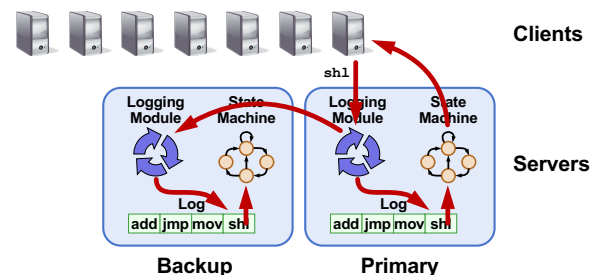 Clients
shl
Logging Module
State Machine
Logging Module
State Machine
Servers
Log
Log
add jmp mov shl
add jmp mov shl
Backup
Primary